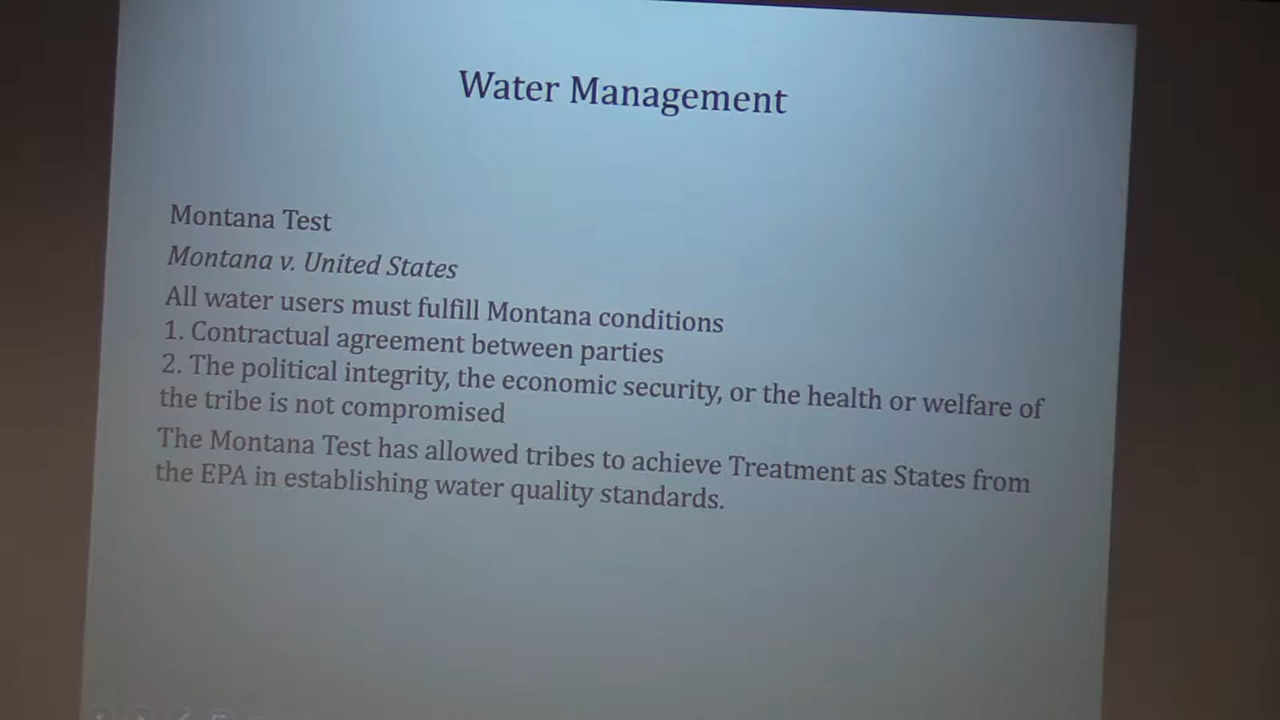 Water Management
Montana Test
Montana v. United States
All water users must fulfill Montana conditions
1. Contractual agreement between parties
2. The political integrity, the economic security, or the health or welfare of
the tribe is not compromised
The Montana Test has allowed tribes to achieve Treatment as States from
the EPA in establishing water quality standards.